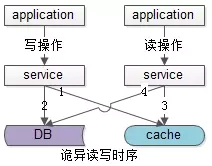 application application
写操作 读操作
service service
1 4
2 3
DB cache
诡异读写时序